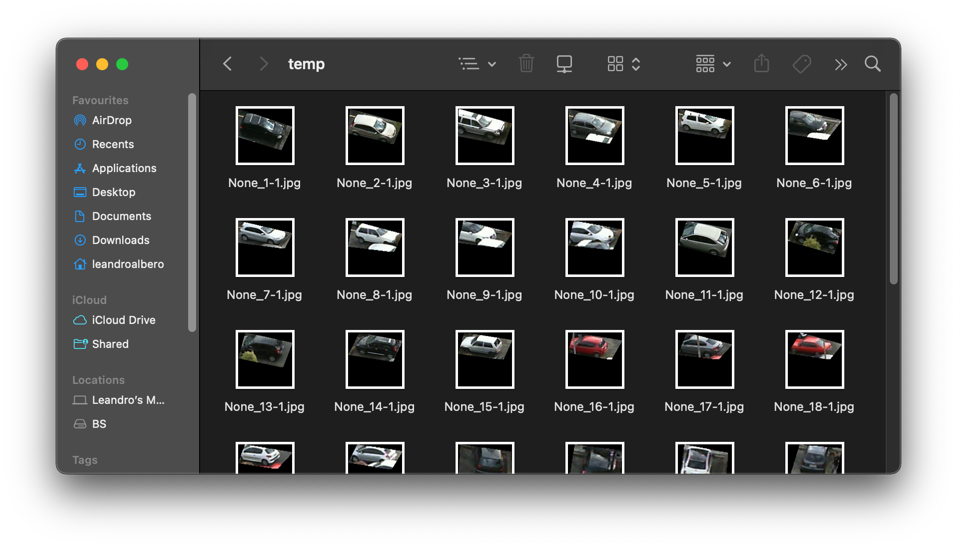 temp
Favourites
AirDrop
Recents
Applications
Desktop
Documents
Downloads
leandroalbero
iCloud
iCloud Drive
Shared
Locations
Leandro’s M...
BS
Tags
None_1-1.jpg None_2-1.jpg None_3-1.jpg None_4-1.jpg None_5-1.jpg None_6-1.jpg
None_7-1.jpg None_8-1.jpg None_9-1.jpg None_10-1.jpg None_11-1.jpg None_12-1.jpg
None_13-1.jpg None_14-1.jpg None_15-1.jpg None_16-1.jpg None_17-1.jpg None_18-1.jpg